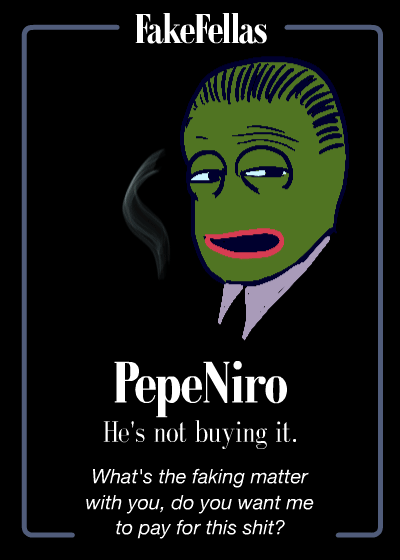 FakeFellas
PepeNiro
He's not buying it.
What's the faking matter
with you, do you want me
to pay for this shit?